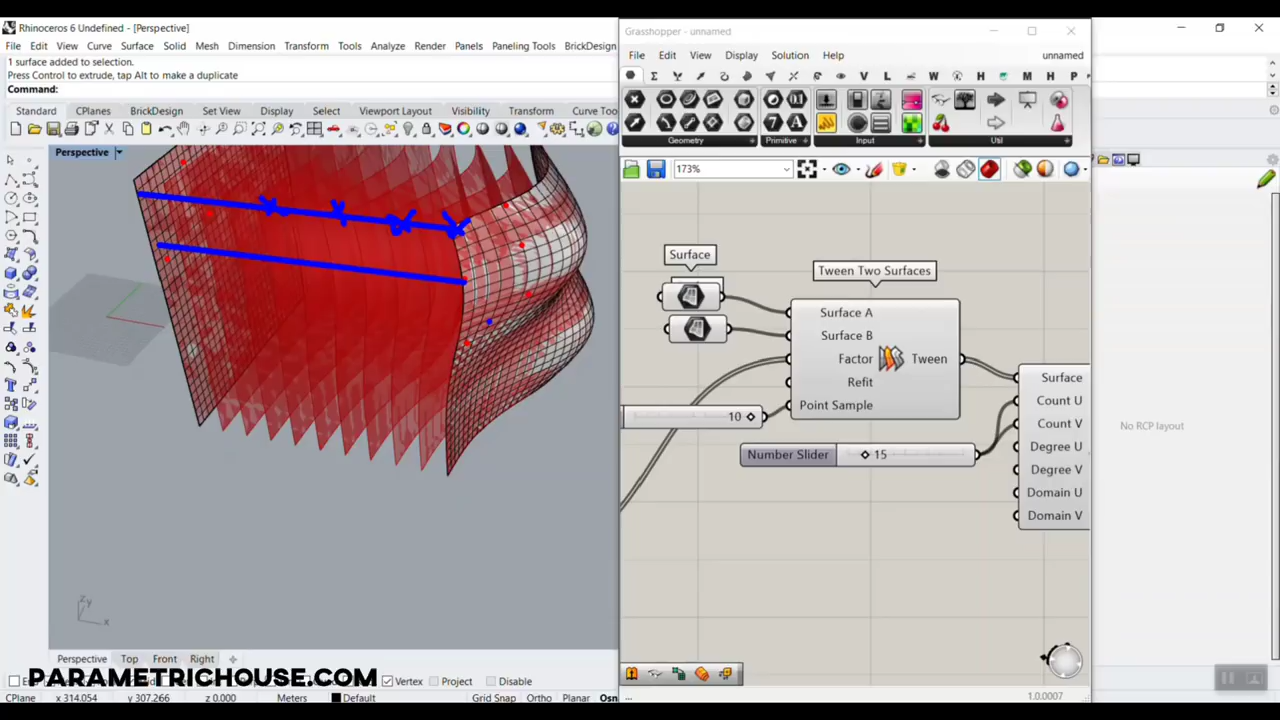 Rhinoceros 6 Undefined - [Perspective]
File Edit View Curve Surface Solid Mesh Dimension Transform Tools Analyze Render Panels Paneling Tools BrickDesign
1 surface added to selection.
Press Control to extrude, tap Alt to make a duplicate
Command:
Standard CPlanes BrickDesign Set View Display Select Viewport Layout Visibility Transform Curve Too
Perspective
z y
x
Perspective Top Front Right
PARAMETRICHOUSE.COM
Vertex Project Disable
CPlane x 314.054 y 307.266 z 0.000 Meters Default Grid Snap Ortho Planar Osn
Grasshopper - unnamed
File Edit View Display Solution Help unnamed
V L W H M H P
Geometry Primitive Input Util
173%
Surface
Tween Two Surfaces
Surface A
Surface B
Factor Tween
Refit
Point Sample
10
Number Slider 15
Surface
Count U
Count V
Degree U
Degree V
Domain U
Domain V
...
1.0.0007
No RCP layout